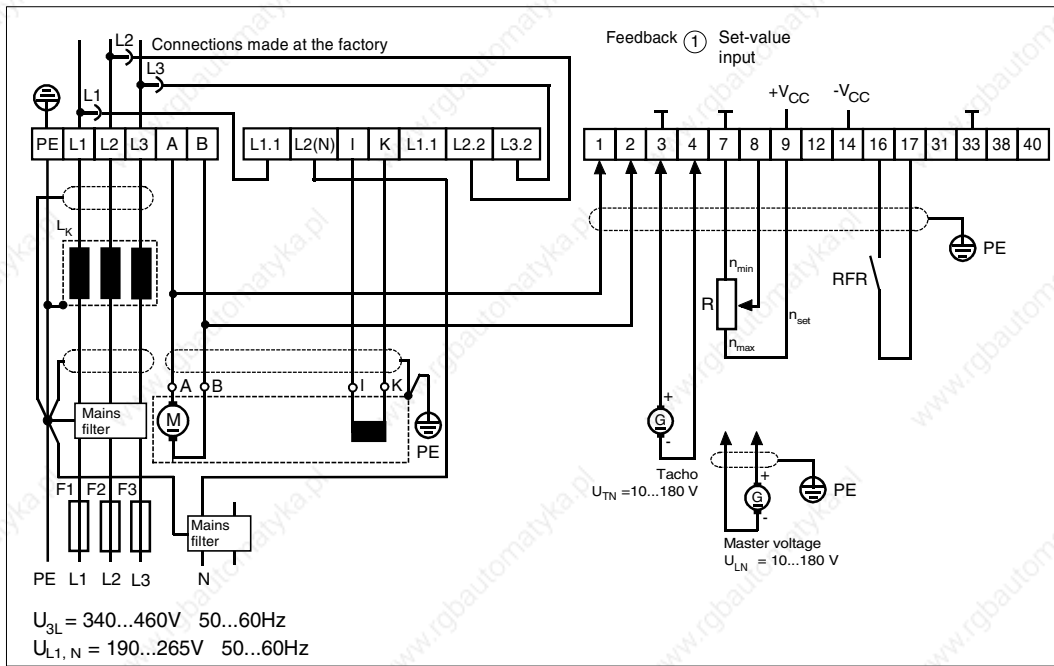 L2 Connections made at the factory
L3
L1
Feedback ① Set-value
input
+VCC -VCC
PE L1 L2 L3 A B
L1.1 L2(N) I K L1.1 L2.2 L3.2
1 2 3 4 7 8 9 12 14 16 17 31 33 38 40
LK
PE
nmin
RFR
R
nset
nmax
A B I K
M
PE
Mains
filter
+
G
-
Tacho
UTN =10...180 V
F1 F2 F3
Mains
filter
+
G
-
PE
Master voltage
ULN = 10...180 V
PE L1 L2 L3 N
U3L = 340...460V 50...60Hz
UL1, N = 190...265V 50...60Hz
www.rgbautomatyka.pl